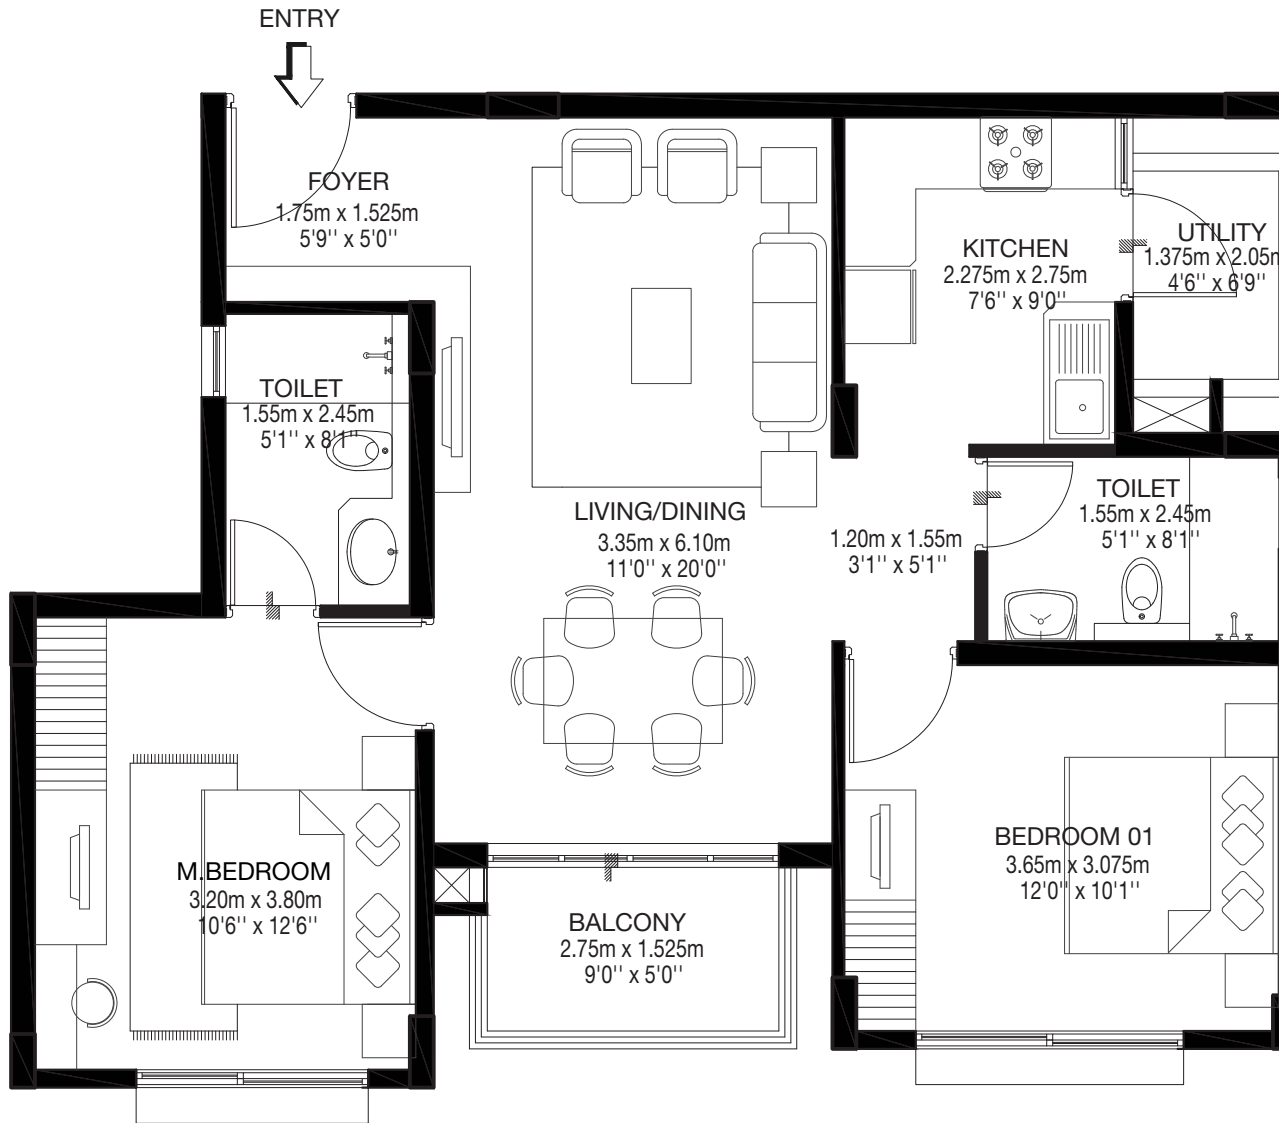 ENTRY
FOYER
1.75m x 1.525m
5'9'' x 5'0''
KITCHEN
2.275m x 2.75m
7'6'' x 9'0''
UTILITY
1.375m x 2.05m
4'6'' x 6'9''
TOILET
1.55m x 2.45m
5'1'' x 8'1''
LIVING/DINING
3.35m x 6.10m
11'0'' x 20'0''
1.20m x 1.55m
3'1'' x 5'1''
TOILET
1.55m x 2.45m
5'1'' x 8'1''
M.BEDROOM
3.20m x 3.80m
10'6'' x 12'6''
BALCONY
2.75m x 1.525m
9'0'' x 5'0''
BEDROOM 01
3.65m x 3.075m
12'0'' x 10'1''